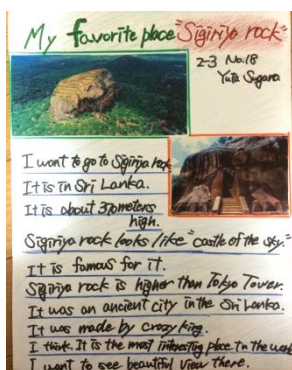 My favorite place "Sigiriya rock"
2-3 No.18
Yuta Sugara
I want to go to Sigiriya rock
It is in Sri Lanka.
It is about 370meters
high.
Sigiriya rock looks like "castle of the sky."
It is famous for it.
Sigiriya rock is higher than Tokyo Tower.
It was an ancient city in the Sri Lanka.
It was made by crazy king.
I think. It is the most interesting place in the
I want to see beautiful view there.